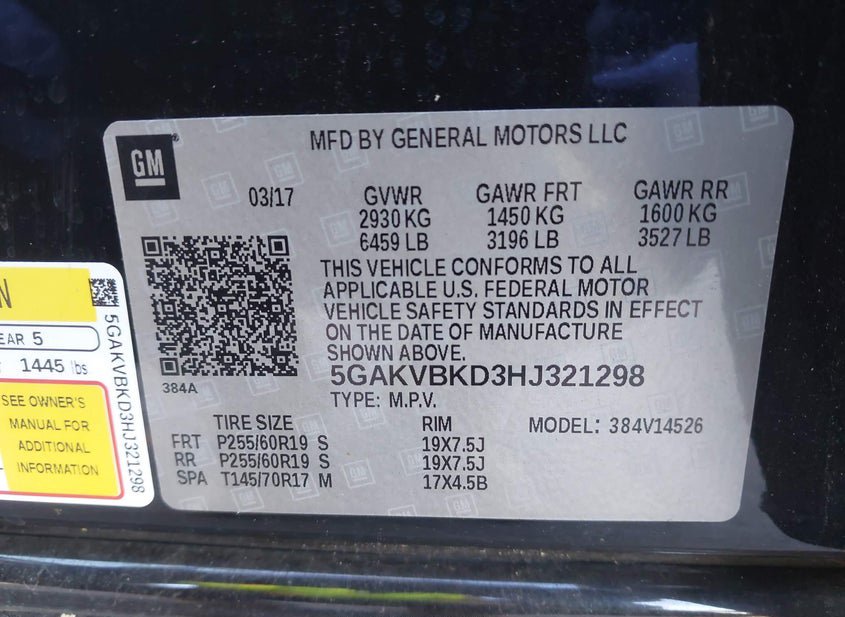 GM
MFD BY GENERAL MOTORS LLC
03/17
GVWR GAWR FRT GAWR RR
2930 KG 1450 KG 1600 KG
6459 LB 3196 LB 3527 LB
THIS VEHICLE CONFORMS TO ALL
APPLICABLE U.S. FEDERAL MOTOR
VEHICLE SAFETY STANDARDS IN EFFECT
ON THE DATE OF MANUFACTURE
SHOWN ABOVE.
384A
5GAKVBKD3HJ321298
TYPE: M.P.V.
TIRE SIZE RIM MODEL: 384V14526
FRT P255/60R19 S 19X7.5J
RR P255/60R19 S 19X7.5J
SPA T145/70R17 M 17X4.5B
N
EAR 5
1445 lbs
SEE OWNER'S
MANUAL FOR
ADDITIONAL
INFORMATION
5GAKVBKD3HJ321298